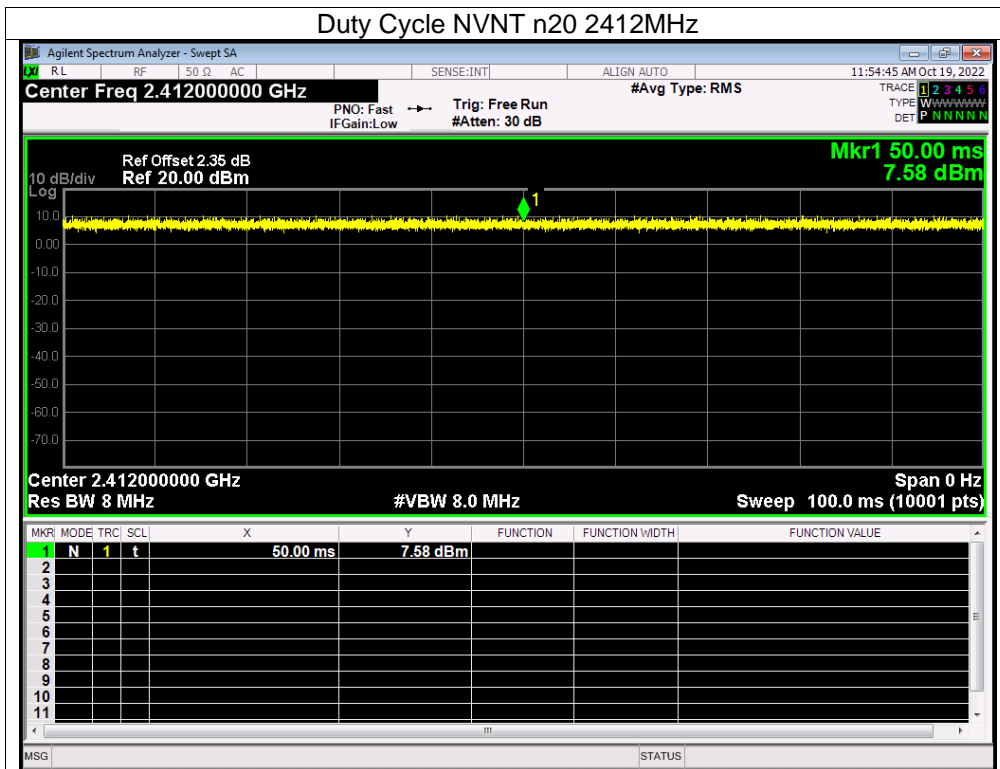 Duty Cycle NVNT n20 2412MHz
Agilent Spectrum Analyzer - Swept SA
LXI RL RF 50 Ω AC SENSE:INT ALIGN AUTO 11:54:45 AM Oct 19, 2022
Center Freq 2.412000000 GHz #Avg Type: RMS TRACE 1 2 3 4 5 6
PNO: Fast Trig: Free Run TYPE WWWWWW
IFGain:Low #Atten: 30 dB DET P N N N N N
Mkr1 50.00 ms
7.58 dBm
Ref Offset 2.35 dB
10 dB/div Ref 20.00 dBm
Log
1
10.0
0.00
-10.0
-20.0
-30.0
-40.0
-50.0
-60.0
-70.0
Center 2.412000000 GHz Span 0 Hz
Res BW 8 MHz #VBW 8.0 MHz Sweep 100.0 ms (10001 pts)
MKR MODE TRC SCL X Y FUNCTION FUNCTION WIDTH FUNCTION VALUE
1 N 1 t 50.00 ms 7.58 dBm
2
3
4
5
6
7
8
9
10
11
MSG STATUS